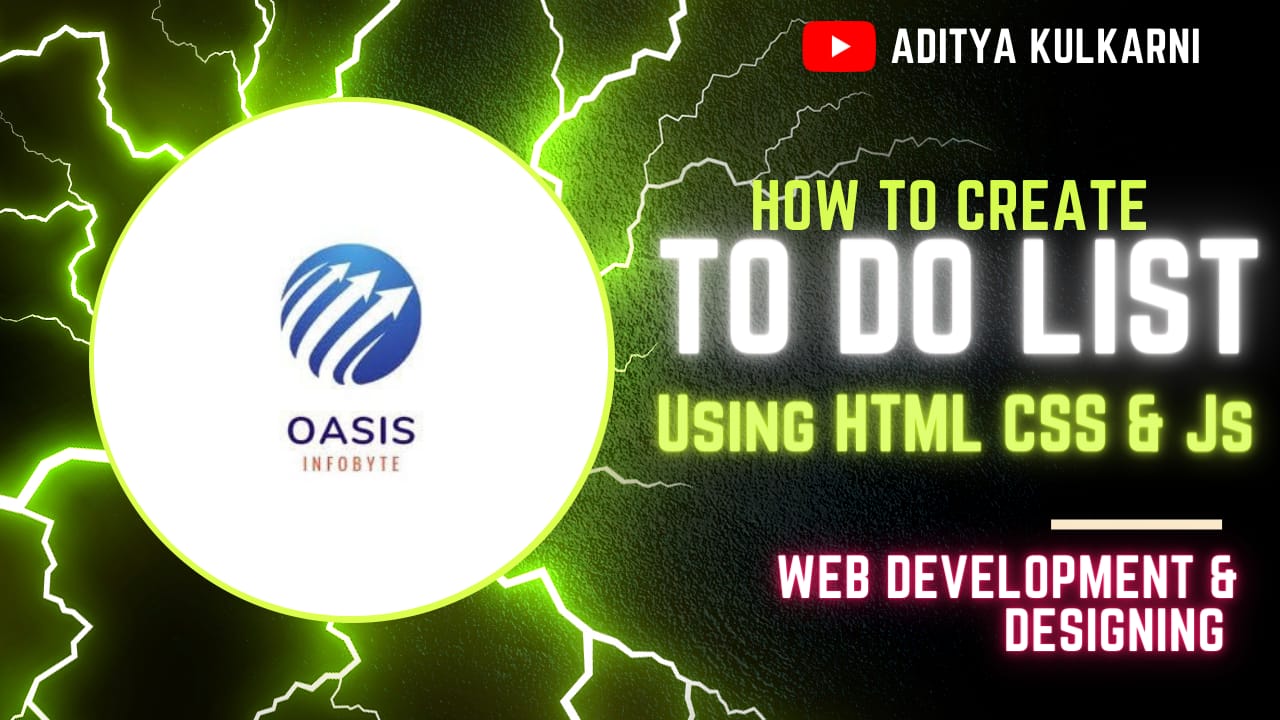 ADITYA KULKARNI
HOW TO CREATE
TO DO LIST
USING HTML CSS & JS
WEB DEVELOPMENT &
DESIGNING
OASIS
INFOBYTE